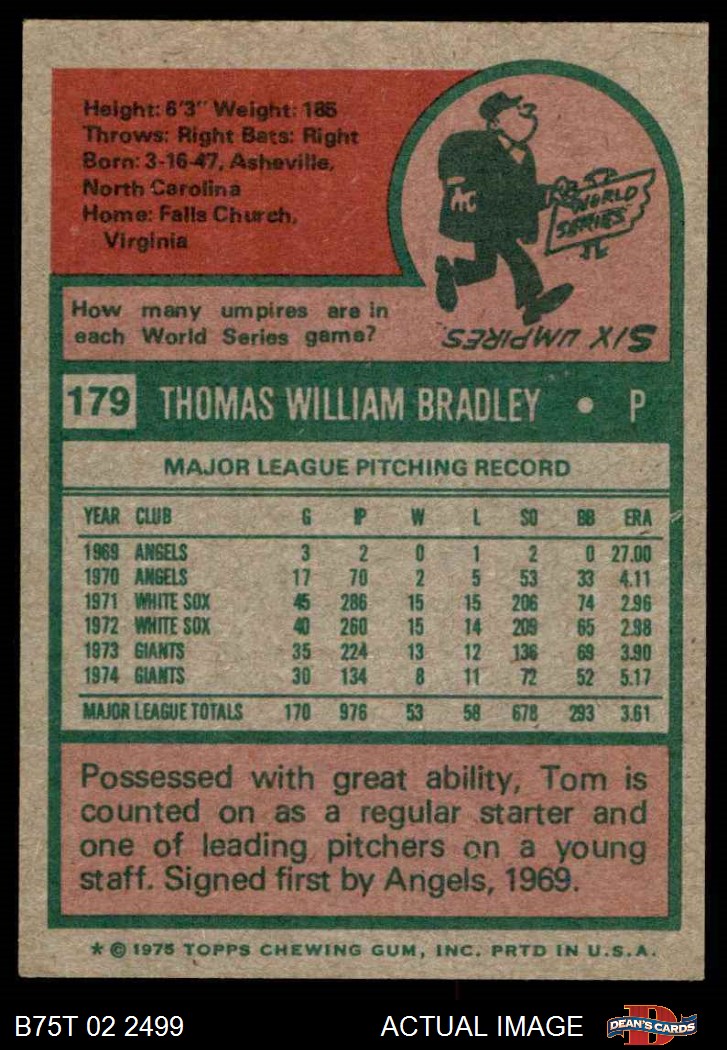 Height: 6'3" Weight: 185
Throws: Right Bats: Right
Born: 3-16-47, Asheville,
North Carolina
Home: Falls Church,
Virginia
NO
WORLD
SERIES
How many umpires are in
each World Series game?
SIX UMPIRES
179 THOMAS WILLIAM BRADLEY • P
MAJOR LEAGUE PITCHING RECORD
YEAR CLUB G IP W L SO BB ERA
1969 ANGELS 3 2 0 1 2 0 27.00
1970 ANGELS 17 70 2 5 53 33 4.11
1971 WHITE SOX 45 286 15 15 206 74 2.96
1972 WHITE SOX 40 260 15 14 209 65 2.98
1973 GIANTS 35 224 13 12 136 69 3.90
1974 GIANTS 30 134 8 11 72 52 5.17
MAJOR LEAGUE TOTALS 170 976 53 58 678 293 3.61
Possessed with great ability, Tom is
counted on as a regular starter and
one of leading pitchers on a young
staff. Signed first by Angels, 1969.
* © 1975 TOPPS CHEWING GUM, INC. PRTD IN U.S.A.
B75T 02 2499 ACTUAL IMAGE D DEAN'S CARDS